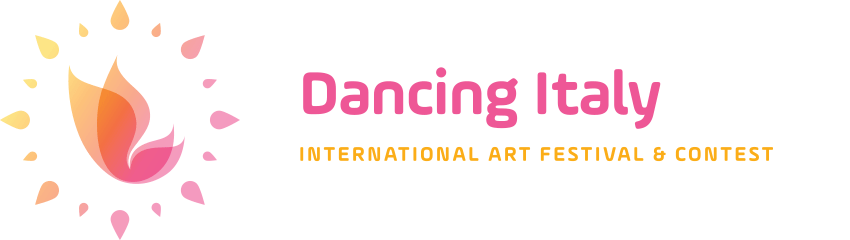 Dancing Italy
INTERNATIONAL ART FESTIVAL & CONTEST